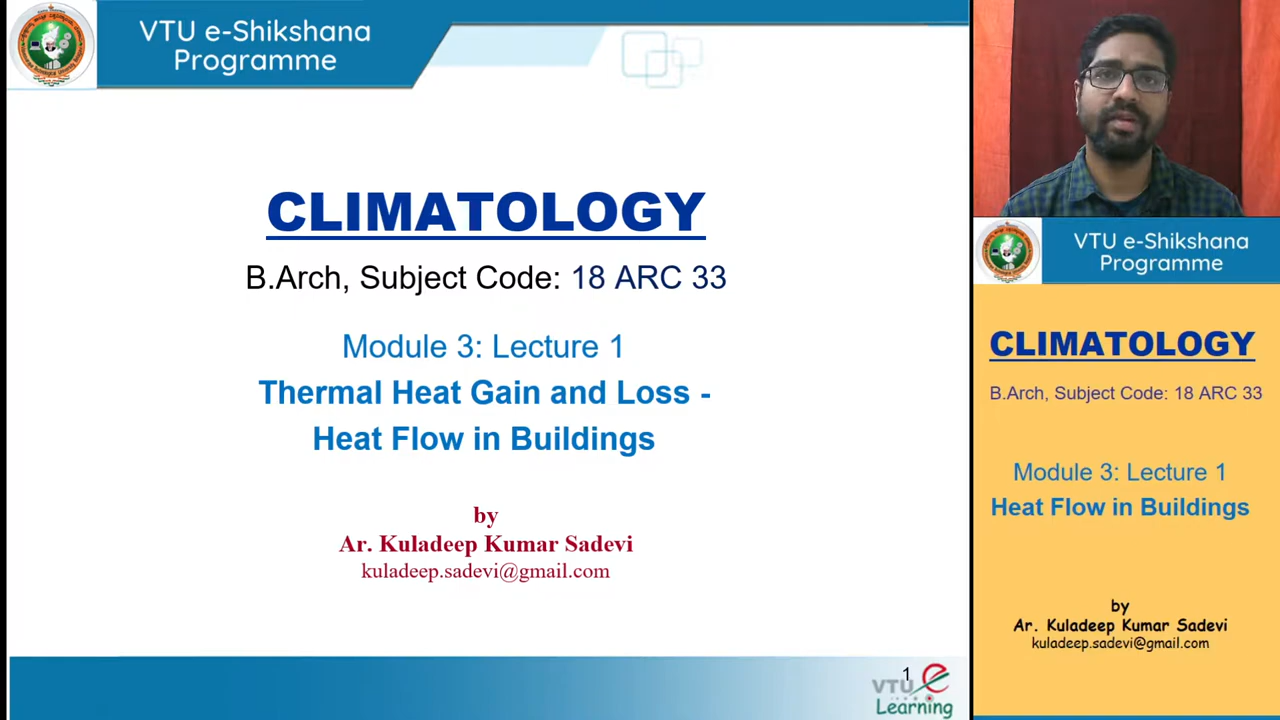 VTU e-Shikshana
Programme
CLIMATOLOGY
B.Arch, Subject Code: 18 ARC 33
Module 3: Lecture 1
Thermal Heat Gain and Loss -
Heat Flow in Buildings
by
Ar. Kuladeep Kumar Sadevi
kuladeep.sadevi@gmail.com
1
VTU e
Learning
VTU e-Shikshana
Programme
CLIMATOLOGY
B.Arch, Subject Code: 18 ARC 33
Module 3: Lecture 1
Heat Flow in Buildings
by
Ar. Kuladeep Kumar Sadevi
kuladeep.sadevi@gmail.com